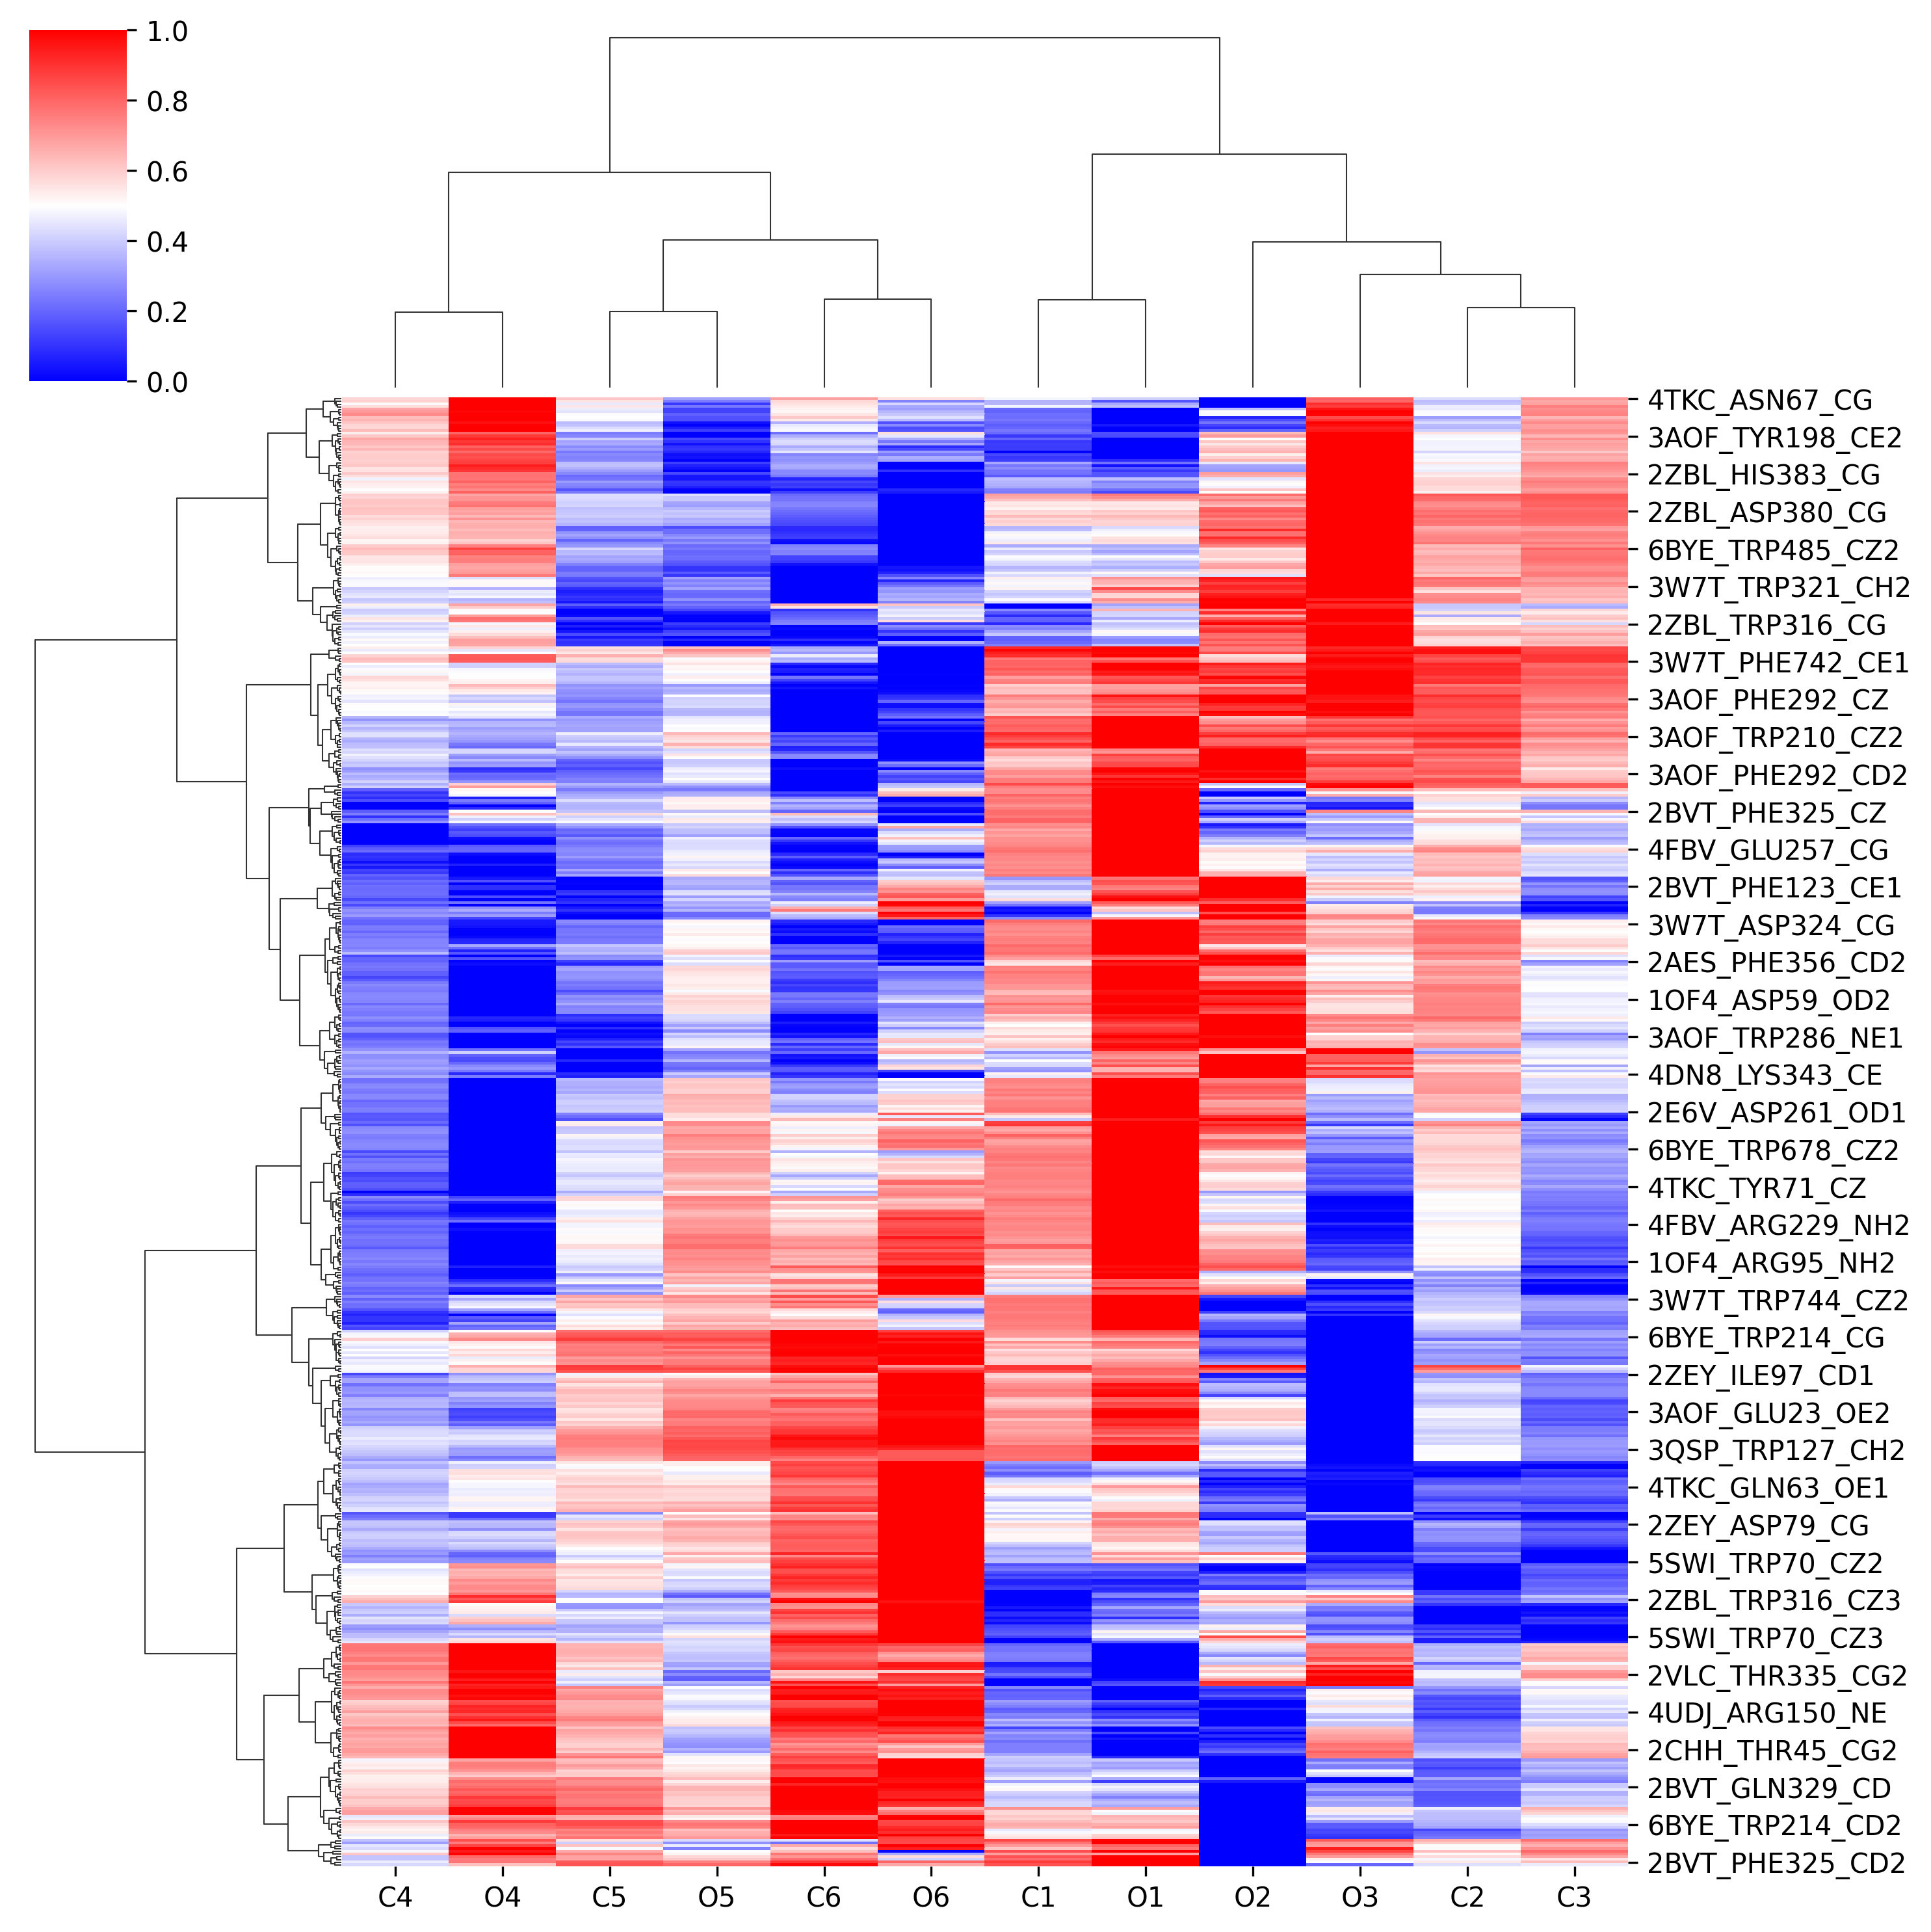 1.0
0.8
0.6
0.4
0.2
0.0
4TKC_ASN67_CG
3AOF_TYR198_CE2
2ZBL_HIS383_CG
2ZBL_ASP380_CG
6BYE_TRP485_CZ2
3W7T_TRP321_CH2
2ZBL_TRP316_CG
3W7T_PHE742_CE1
3AOF_PHE292_CZ
3AOF_TRP210_CZ2
3AOF_PHE292_CD2
2BVT_PHE325_CZ
4FBV_GLU257_CG
2BVT_PHE123_CE1
3W7T_ASP324_CG
2AES_PHE356_CD2
1OF4_ASP59_OD2
3AOF_TRP286_NE1
4DN8_LYS343_CE
2E6V_ASP261_OD1
6BYE_TRP678_CZ2
4TKC_TYR71_CZ
4FBV_ARG229_NH2
1OF4_ARG95_NH2
3W7T_TRP744_CZ2
6BYE_TRP214_CG
2ZEY_ILE97_CD1
3AOF_GLU23_OE2
3QSP_TRP127_CH2
4TKC_GLN63_OE1
2ZEY_ASP79_CG
5SWI_TRP70_CZ2
2ZBL_TRP316_CZ3
5SWI_TRP70_CZ3
2VLC_THR335_CG2
4UDJ_ARG150_NE
2CHH_THR45_CG2
2BVT_GLN329_CD
6BYE_TRP214_CD2
2BVT_PHE325_CD2
C4 O4 C5 O5 C6 O6 C1 O1 O2 O3 C2 C3